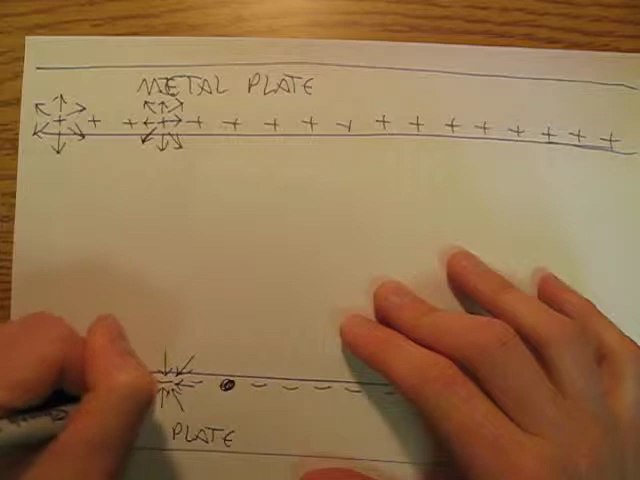 METAL PLATE
+ + + + + + + + + + + + + + + + +
PLATE